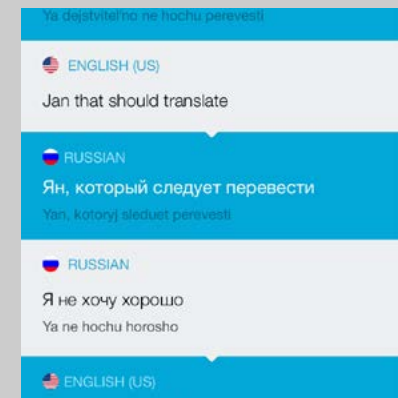 Ya dejstvitel'no ne hochu perevesti
ENGLISH (US)
Jan that should translate
RUSSIAN
Ян, который следует перевести
Yan, kotoryj sleduet perevesti
RUSSIAN
Я не хочу хорошо
Ya ne hochu horosho
ENGLISH (US)